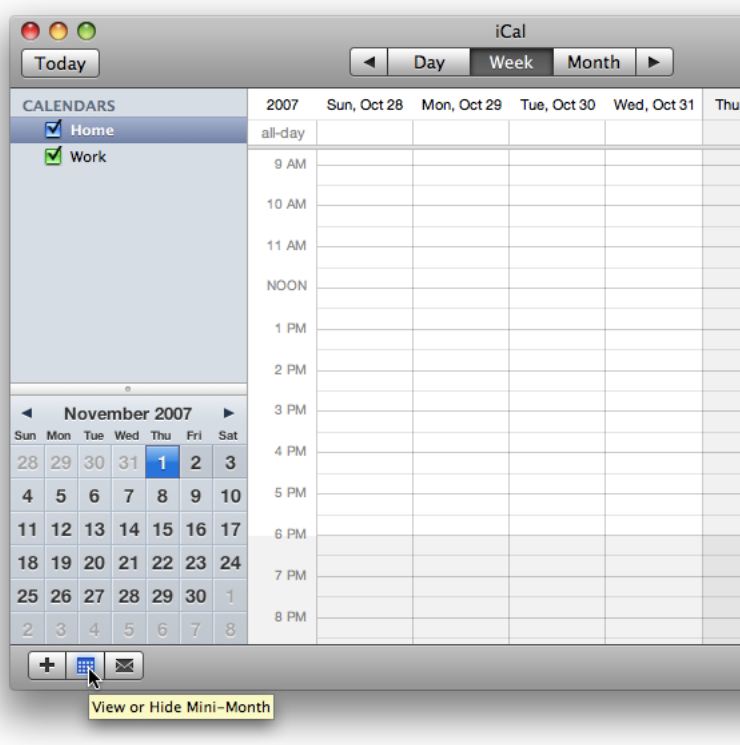 iCal
Today
Day Week Month
CALENDARS
Home
Work
2007 Sun, Oct 28 Mon, Oct 29 Tue, Oct 30 Wed, Oct 31 Thu
all-day
9 AM
10 AM
11 AM
NOON
1 PM
2 PM
3 PM
4 PM
5 PM
6 PM
7 PM
8 PM
November 2007
Sun Mon Tue Wed Thu Fri Sat
28 29 30 31 1 2 3
4 5 6 7 8 9 10
11 12 13 14 15 16 17
18 19 20 21 22 23 24
25 26 27 28 29 30 1
2 3 4 5 6 7 8
View or Hide Mini-Month